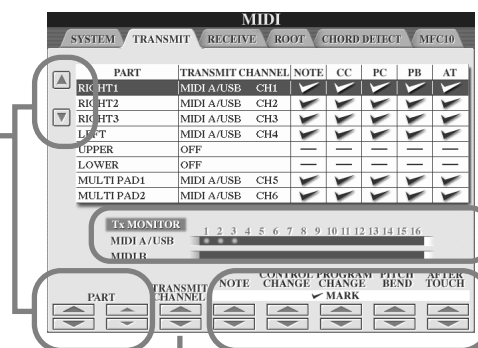 MIDI
SYSTEM TRANSMIT RECEIVE ROOT CHORD DETECT MFC10
PART TRANSMIT CHANNEL NOTE CC PC PB AT
RIGHT1 MIDI A/USB CH1
RIGHT2 MIDI A/USB CH2
RIGHT3 MIDI A/USB CH3
LEFT MIDI A/USB CH4
UPPER OFF — — — — —
LOWER OFF — — — — —
MULTI PAD1 MIDI A/USB CH5
MULTI PAD2 MIDI A/USB CH6
Tx MONITOR 1 2 3 4 5 6 7 8 9 10 11 12 13 14 15 16
MIDI A/USB
MIDI B
PART TRANSMIT CHANNEL NOTE CONTROL CHANGE PROGRAM CHANGE PITCH BEND AFTER TOUCH
MARK